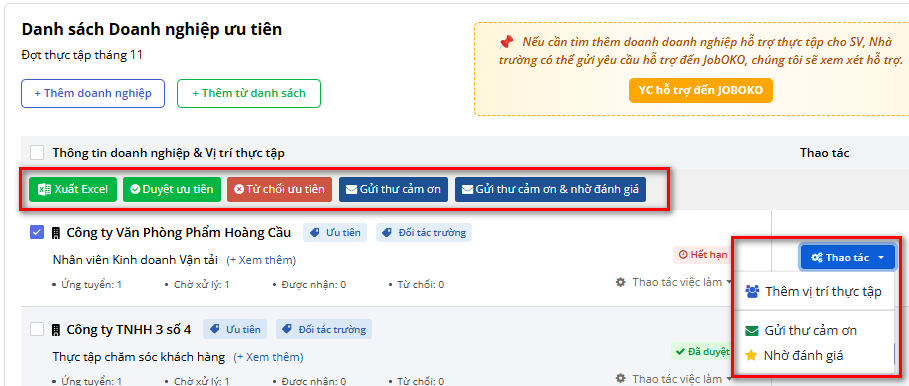 Danh sách Doanh nghiệp ưu tiên
Đợt thực tập tháng 11
+ Thêm doanh nghiệp
+ Thêm từ danh sách
Nếu cần tìm thêm doanh doanh nghiệp hỗ trợ thực tập cho SV, Nhà
trường có thể gửi yêu cầu hỗ trợ đến JobOKO, chúng tôi sẽ xem xét hỗ trợ.
YC hỗ trợ đến JOBOKO
Thông tin doanh nghiệp & Vị trí thực tập
Thao tác
Xuất Excel
Duyệt ưu tiên
Từ chối ưu tiên
Gửi thư cảm ơn
Gửi thư cảm ơn & nhờ đánh giá
Công ty Văn Phòng Phẩm Hoàng Cầu
Ưu tiên
Đối tác trường
Nhân viên Kinh doanh Vận tải (+ Xem thêm)
Hết hạn
• Ứng tuyển: 1 • Chờ xử lý: 1 • Được nhận: 0 • Từ chối: 0
Thao tác việc làm
Thao tác
Thêm vị trí thực tập
Gửi thư cảm ơn
Nhờ đánh giá
Công ty TNHH 3 số 4
Ưu tiên
Đối tác trường
Thực tập chăm sóc khách hàng (+ Xem thêm)
Đã duyệt
• Ứng tuyển: 1 • Chờ xử lý: 1 • Được nhận: 0 • Từ chối: 0
Thao tác việc làm